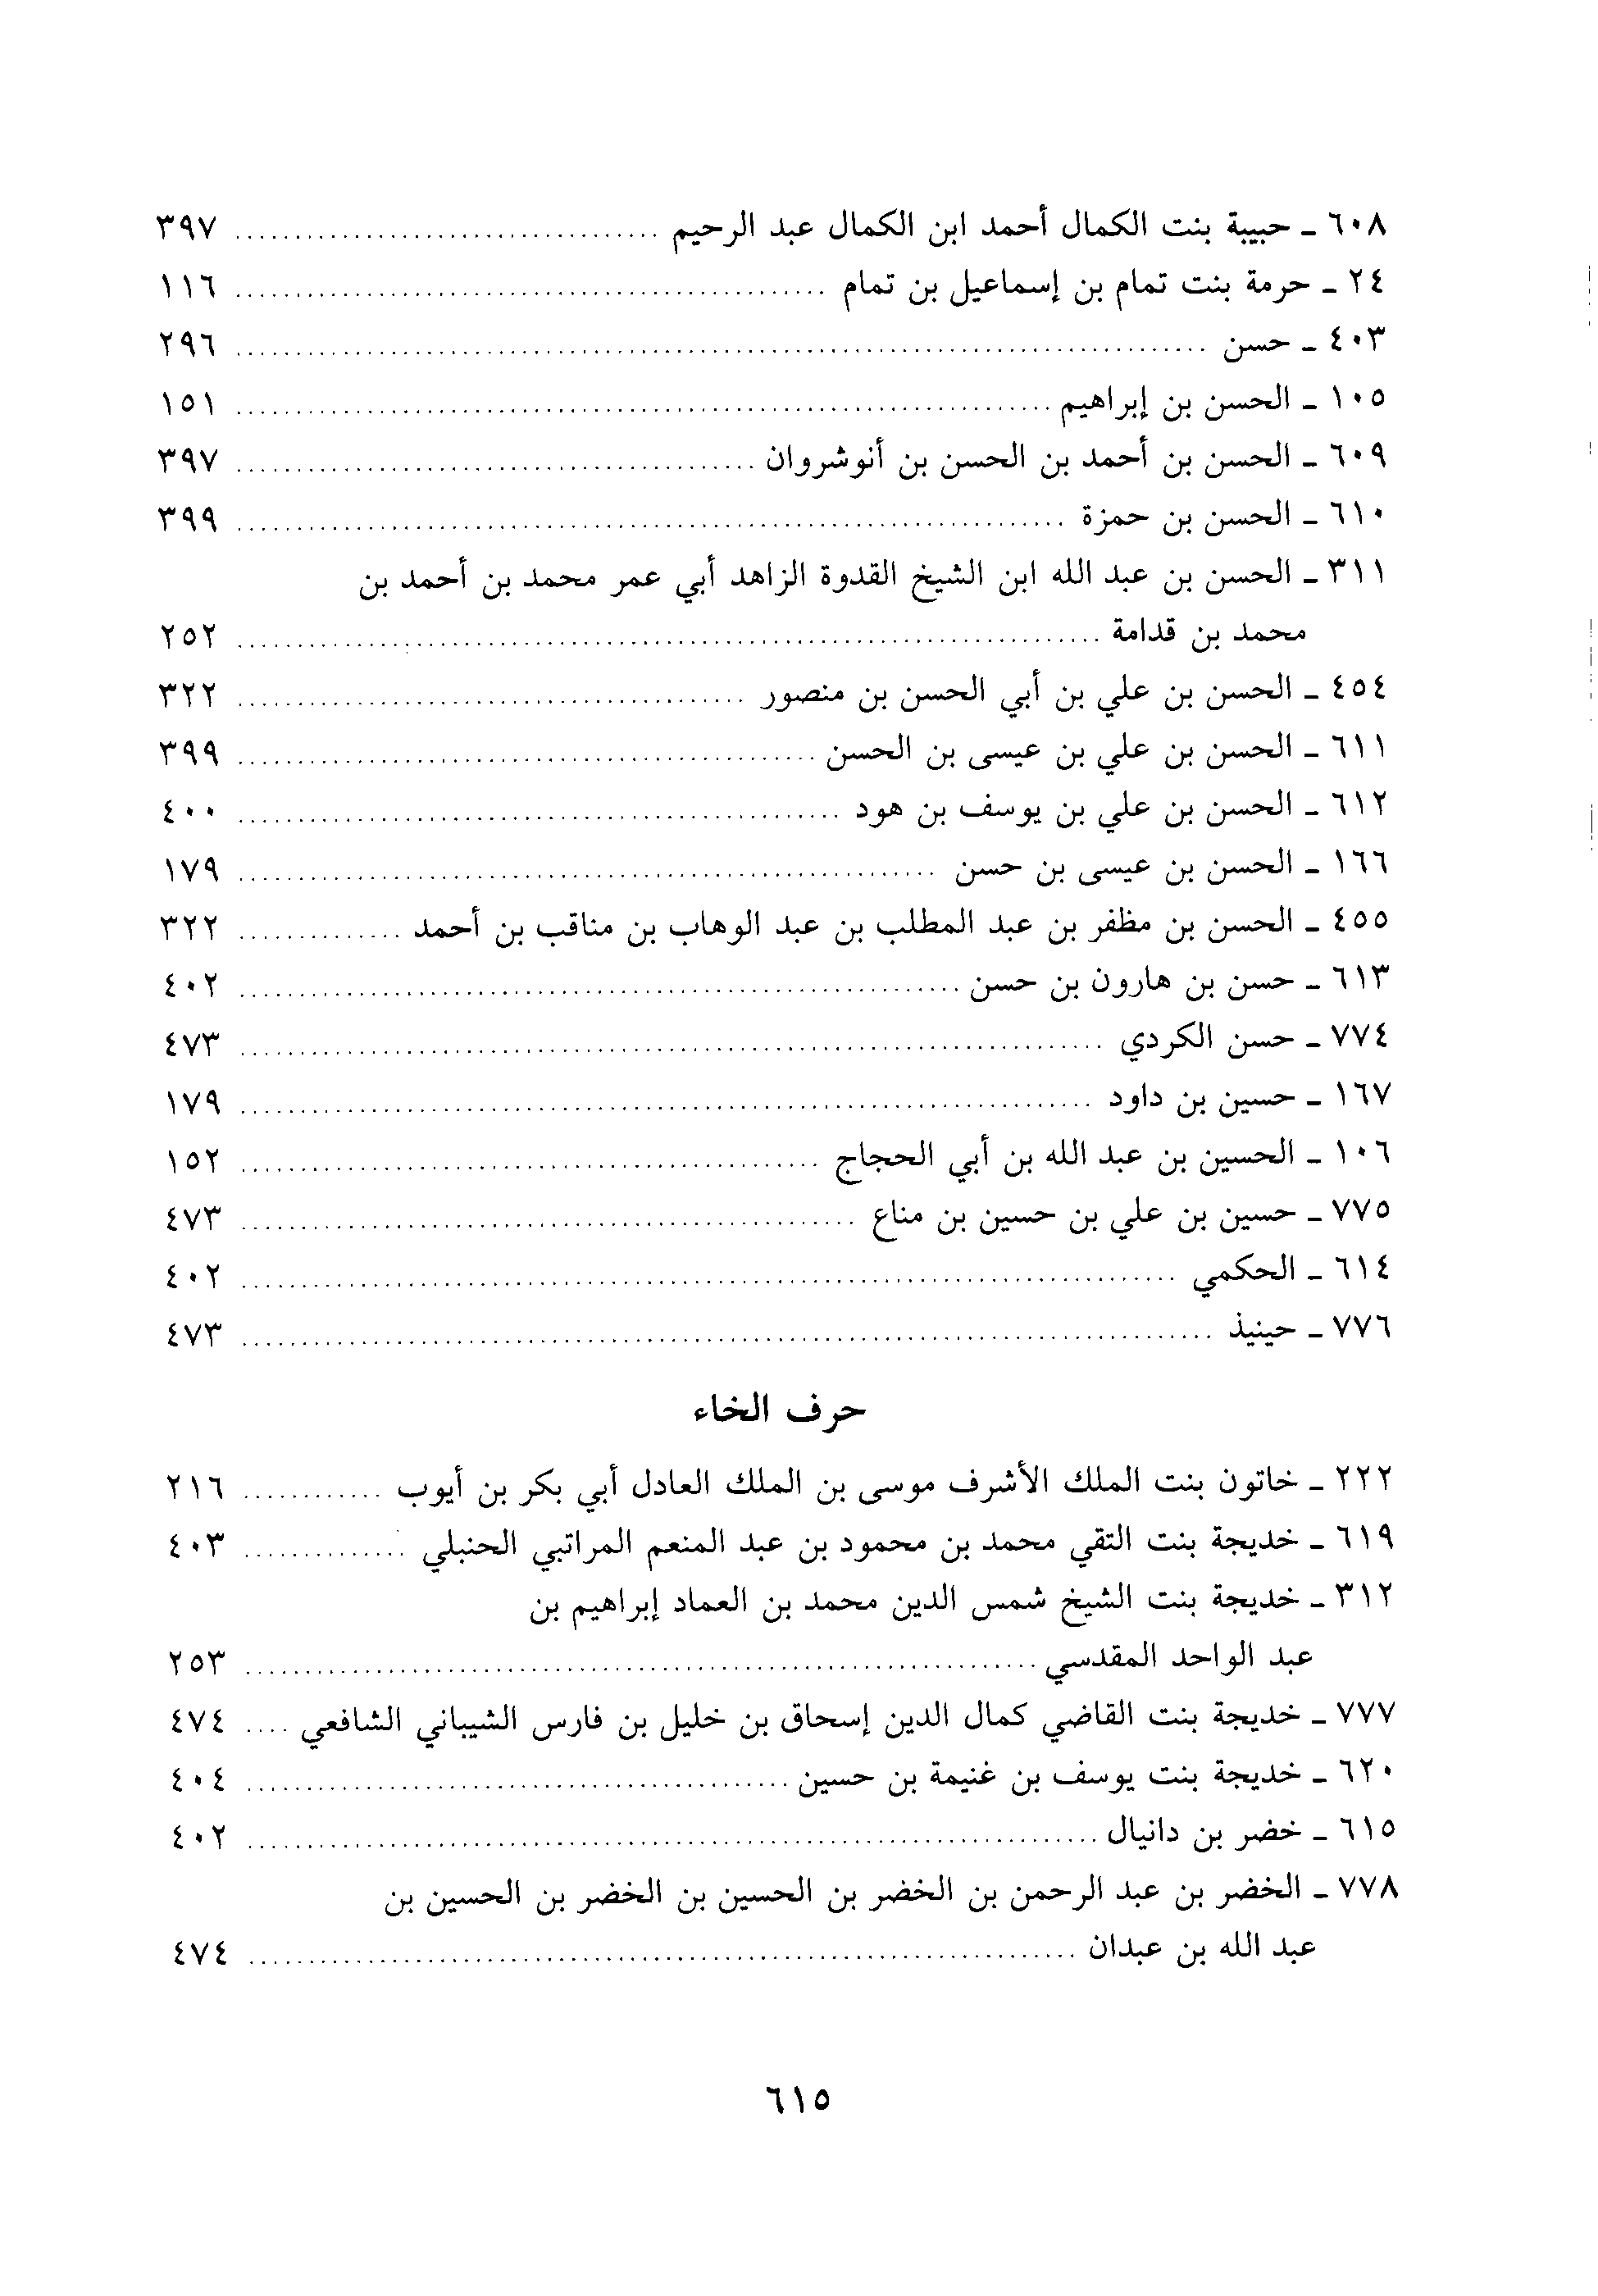 ٦٠٨ ـ حبيبة بنت الكمال أحمد ابن الكمال عبد الرحيم ........ ٣٩٧
٢٤ ـ حرمة بنت تمام بن إسماعيل بن تمام ........ ١١٦
٤٠٣ ـ حسن ........ ٢٩٦
١٠٥ ـ الحسن بن إبراهيم ........ ١٥١
٦٠٩ ـ الحسن بن أحمد بن الحسن بن أنوشروان ........ ٣٩٧
٦١٠ ـ الحسن بن حمزة ........ ٣٩٩
٣١١ ـ الحسن بن عبد الله ابن الشيخ القدوة الزاهد أبي عمر محمد بن أحمد بن
محمد بن قدامة ........ ٢٥٢
٤٥٤ ـ الحسن بن علي بن أبي الحسن بن منصور ........ ٣٢٢
٦١١ ـ الحسن بن علي بن عيسى بن الحسن ........ ٣٩٩
٦١٢ ـ الحسن بن علي بن يوسف بن هود ........ ٤٠٠
١٦٦ ـ الحسن بن عيسى بن حسن ........ ١٧٩
٤٥٥ ـ الحسن بن مظفر بن عبد المطلب بن عبد الوهاب بن مناقب بن أحمد ........ ٣٢٢
٦١٣ ـ حسن بن هارون بن حسن ........ ٤٠٢
٧٧٤ ـ حسن الكردي ........ ٤٧٣
١٦٧ ـ حسين بن داود ........ ١٧٩
١٠٦ ـ الحسين بن عبد الله بن أبي الحجاج ........ ١٥٢
٧٧٥ ـ حسين بن علي بن حسين بن مناع ........ ٤٧٣
٦١٤ ـ الحكمي ........ ٤٠٢
٧٧٦ ـ حينيذ ........ ٤٧٣
حرف الخاء
٢٢٢ ـ خاتون بنت الملك الأشرف موسى بن الملك العادل أبي بكر بن أيوب ........ ٢١٦
٦١٩ ـ خديجة بنت التقي محمد بن محمود بن عبد المنعم المراتبي الحنبلي ........ ٤٠٣
٣١٢ ـ خديجة بنت الشيخ شمس الدين محمد بن العماد إبراهيم بن
عبد الواحد المقدسي ........ ٢٥٣
٧٧٧ ـ خديجة بنت القاضي كمال الدين إسحاق بن خليل بن فارس الشيباني الشافعي .... ٤٧٤
٦٢٠ ـ خديجة بنت يوسف بن غنيمة بن حسين ........ ٤٠٤
٦١٥ ـ خضر بن دانيال ........ ٤٠٢
٧٧٨ ـ الخضر بن عبد الرحمن بن الخضر بن الحسين بن الخضر بن الحسين بن
عبد الله بن عبدان ........ ٤٧٤
٦١٥